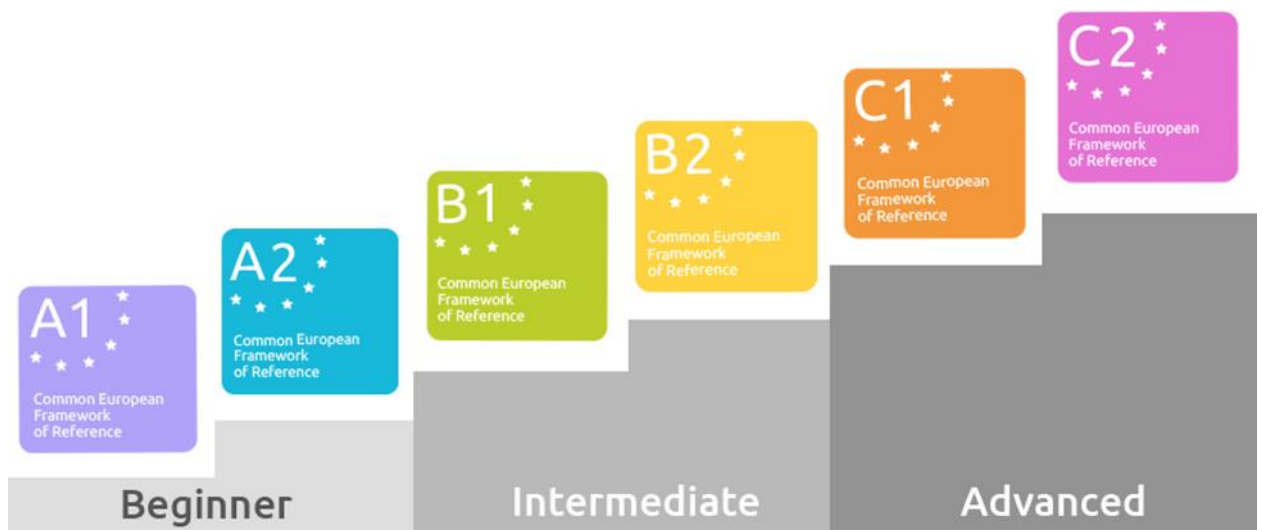 A1
Common European
Framework
of Reference
A2
Common European
Framework
of Reference
B1
Common European
Framework
of Reference
B2
Common European
Framework
of Reference
C1
Common European
Framework
of Reference
C2
Common European
Framework
of Reference
Beginner
Intermediate
Advanced